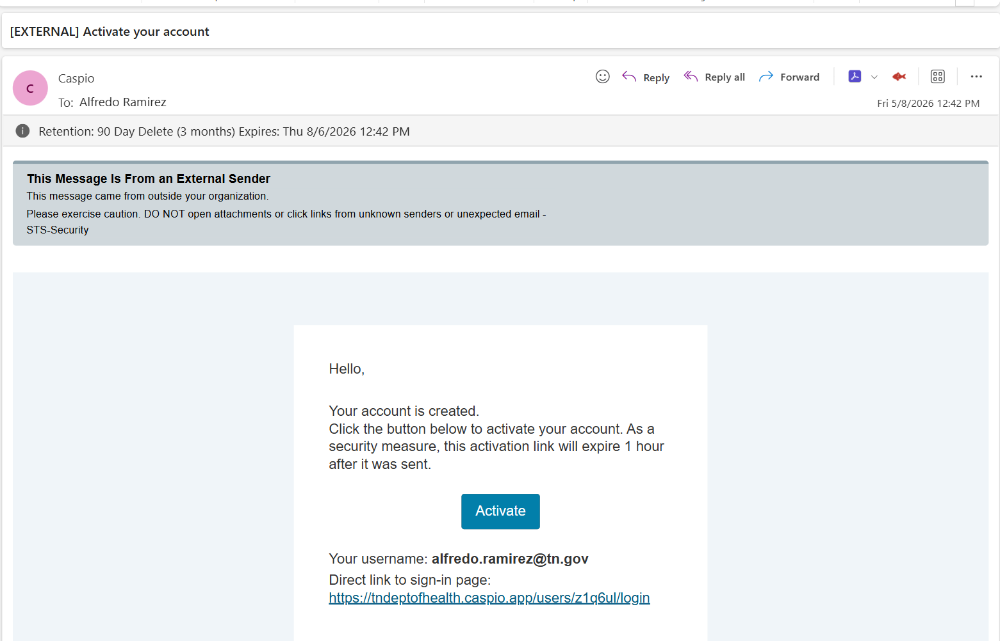 [EXTERNAL] Activate your account
C
Caspio
To: Alfredo Ramirez
Reply
Reply all
Forward
Fri 5/8/2026 12:42 PM
Retention: 90 Day Delete (3 months) Expires: Thu 8/6/2026 12:42 PM
This Message Is From an External Sender
This message came from outside your organization.
Please exercise caution. DO NOT open attachments or click links from unknown senders or unexpected email -
STS-Security
Hello,
Your account is created.
Click the button below to activate your account. As a
security measure, this activation link will expire 1 hour
after it was sent.
Activate
Your username: alfredo.ramirez@tn.gov
Direct link to sign-in page:
https://tndeptofhealth.caspio.app/users/z1q6ul/login